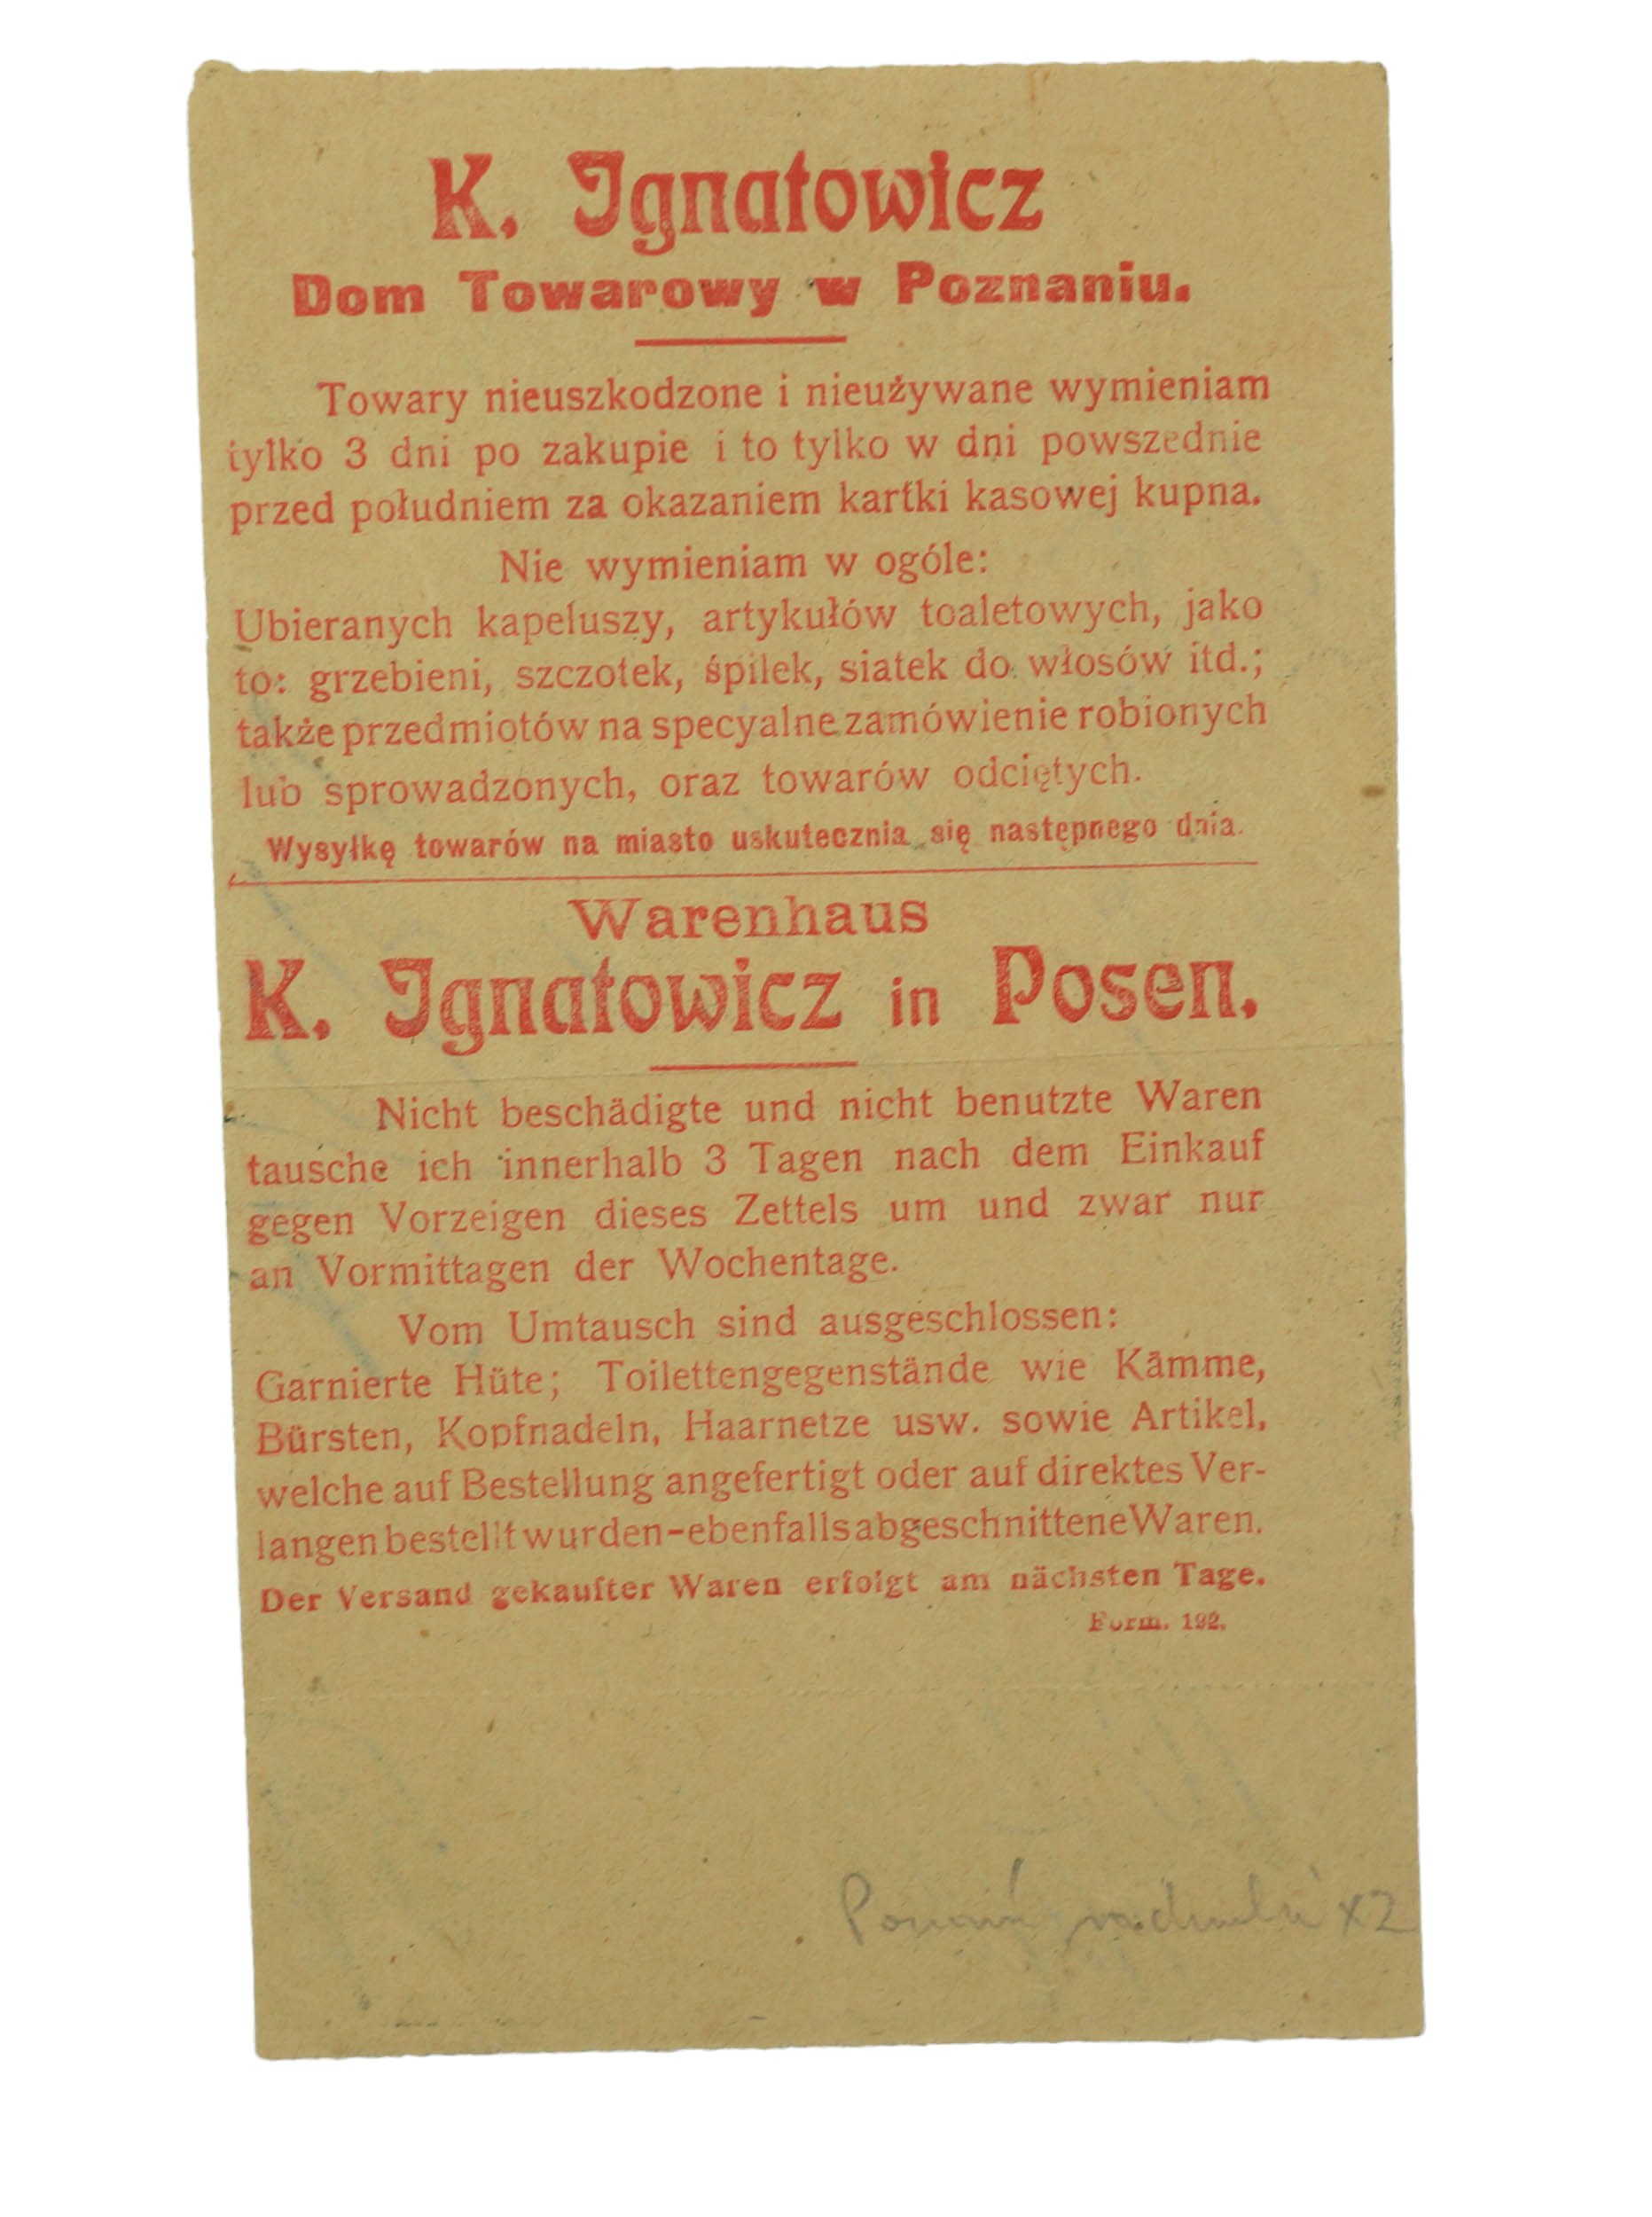 K. Ignatowicz
Dom Towarowy w Poznaniu.
Towary nieuszkodzone i nieużywane wymieniam
tylko 3 dni po zakupie i to tylko w dni powszednie
przed południem za okazaniem kartki kasowej kupna.
Nie wymieniam w ogóle:
Ubieranych kapeluszy, artykułów toaletowych, jako
to: grzebieni, szczotek, śpilek, siatek do włosów itd.;
także przedmiotów na specyalne zamówienie robionych
lub sprowadzonych, oraz towarów odciętych.
Wysyłkę towarów na miasto uskutecznia się następnego dnia.
Warenhaus
K. Ignatowicz in Posen.
Nicht beschädigte und nicht benutzte Waren
tausche ich innerhalb 3 Tagen nach dem Einkauf
gegen Vorzeigen dieses Zettels um und zwar nur
an Vormittagen der Wochentage.
Vom Umtausch sind ausgeschlossen:
Garnierte Hüte; Toilettengegenstände wie Kämme,
Bürsten, Kopfnadeln, Haarnetze usw. sowie Artikel,
welche auf Bestellung angefertigt oder auf direktes Ver-
langen bestellt wurden-ebenfalls abgeschnittene Waren.
Der Versand gekaufter Waren erfolgt am nächsten Tage.
Form. 192.
Poznań rachunki x2